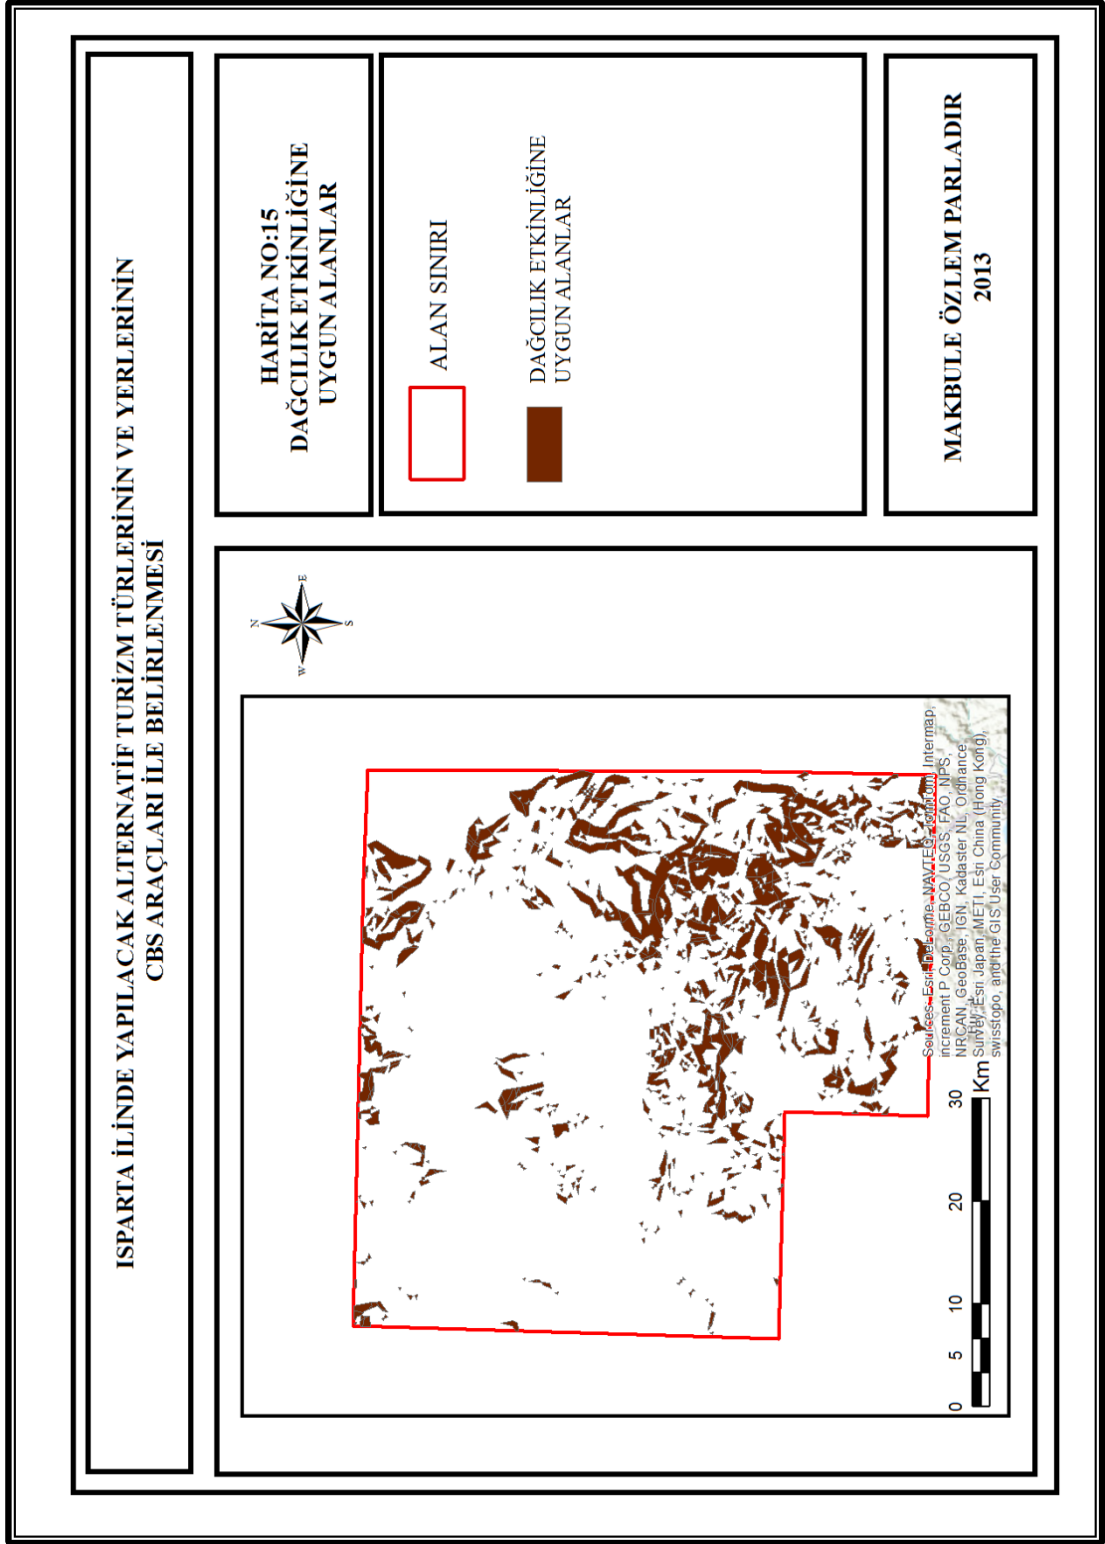 ISPARTA İLİNDE YAPILACAK ALTERNATİF TURİZM TÜRLERİNİN VE YERLERİNİN
CBS ARAÇLARI İLE BELİRLENMESİ
HARİTA NO:15
DAĞCILIK ETKİNLİĞİNE
UYGUN ALANLAR
ALAN SINIRI
DAĞCILIK ETKİNLİĞİNE
UYGUN ALANLAR
MAKBULE ÖZLEM PARLADIR
2013
N
W
E
S
Sources: Esri, DeLorme, NAVTEQ, TomTom, Intermap,
increment P Corp., GEBCO, USGS, FAO, NPS,
NRCAN, GeoBase, IGN, Kadaster NL, Ordnance
Survey, Esri Japan, METI, Esri China (Hong Kong),
swisstopo, and the GIS User Community
0 5 10 20 30
Km